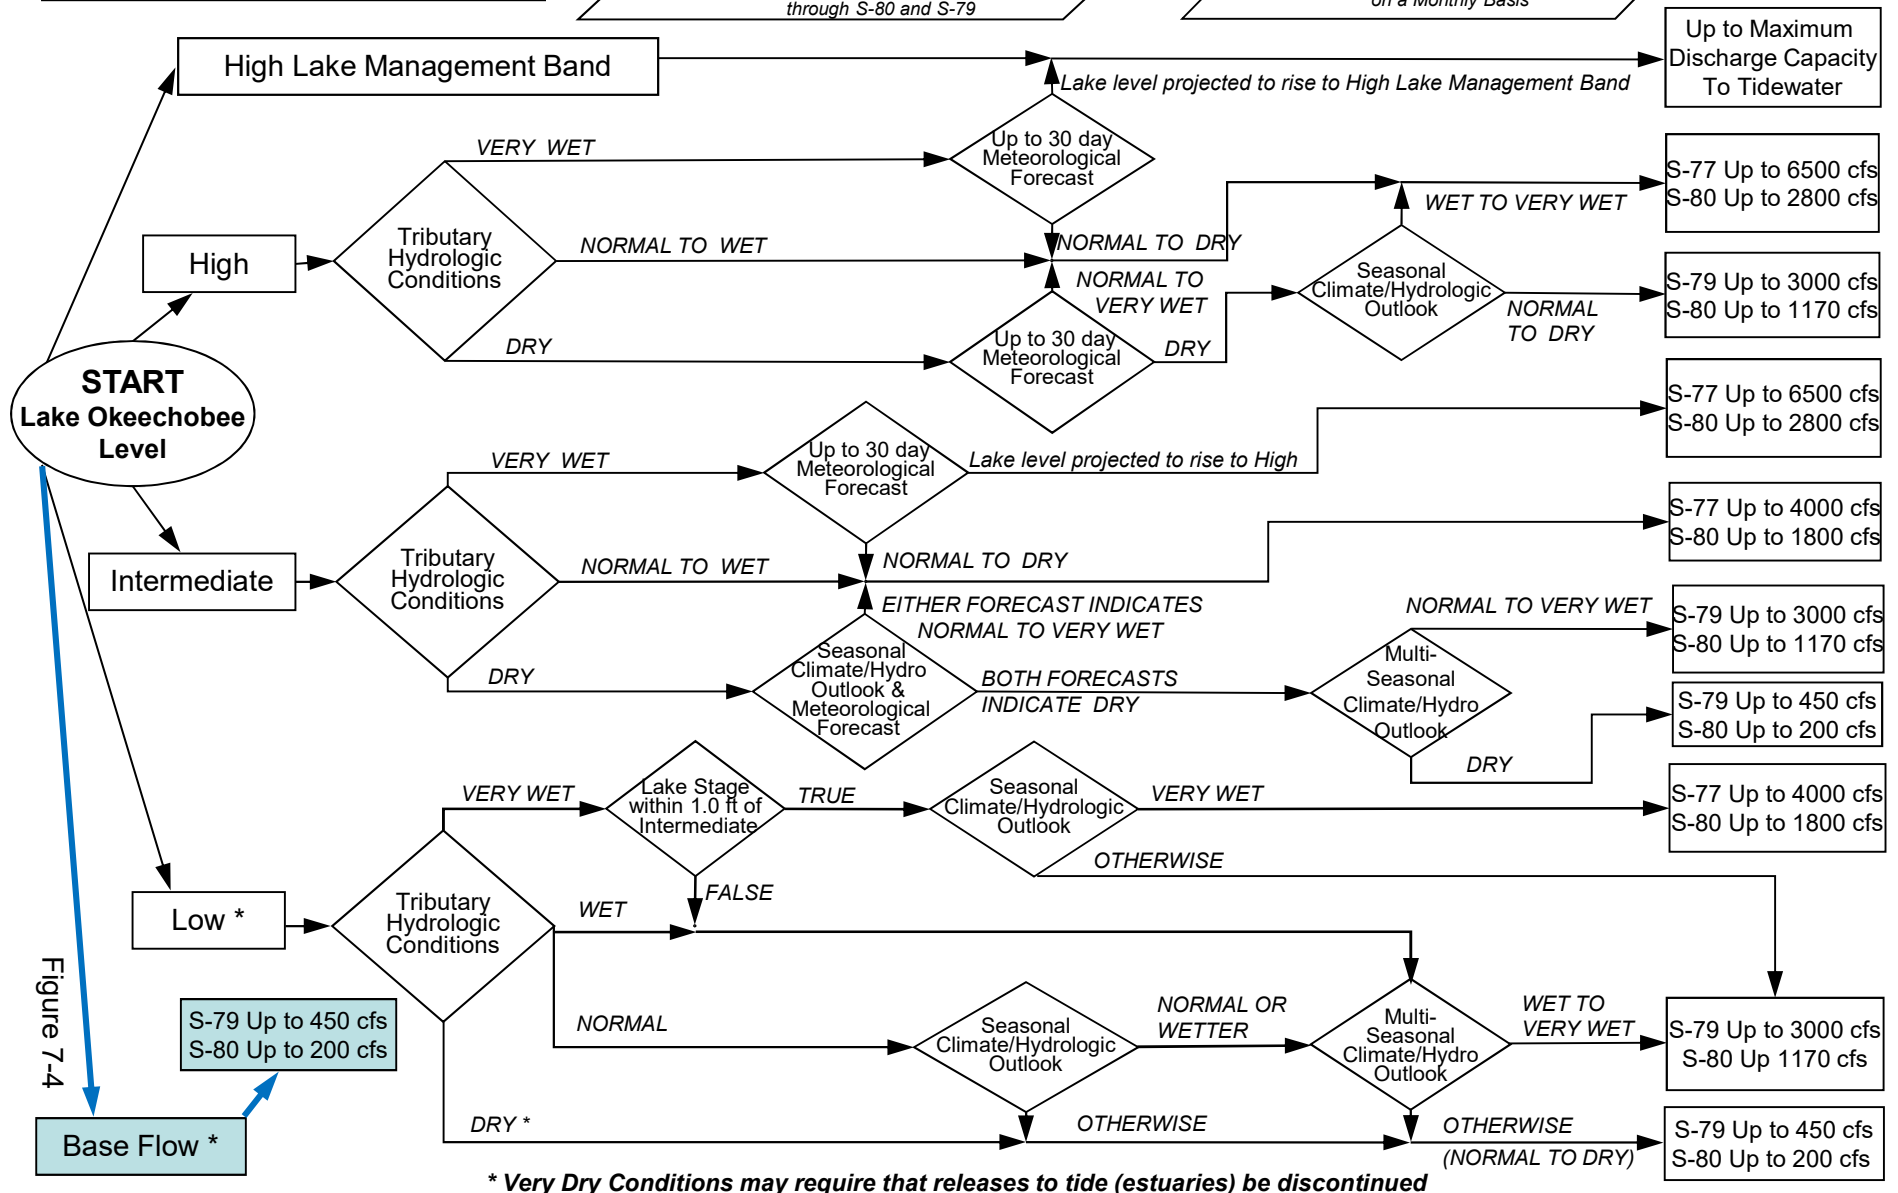 through S-80 and S-79
on a Monthly Basis
Up to Maximum
Discharge Capacity
To Tidewater
High Lake Management Band
Lake level projected to rise to High Lake Management Band
Up to 30 day
Meteorological
Forecast
VERY WET
S-77 Up to 6500 cfs
S-80 Up to 2800 cfs
WET TO VERY WET
Tributary
Hydrologic
Conditions
High
NORMAL TO WET
NORMAL TO DRY
NORMAL TO
VERY WET
Seasonal
Climate/Hydrologic
Outlook
S-79 Up to 3000 cfs
S-80 Up to 1170 cfs
NORMAL
TO DRY
DRY
Up to 30 day
Meteorological
Forecast
DRY
START
Lake Okeechobee
Level
S-77 Up to 6500 cfs
S-80 Up to 2800 cfs
VERY WET
Up to 30 day
Meteorological
Forecast
Lake level projected to rise to High
S-77 Up to 4000 cfs
S-80 Up to 1800 cfs
Intermediate
Tributary
Hydrologic
Conditions
NORMAL TO WET
NORMAL TO DRY
EITHER FORECAST INDICATES
NORMAL TO VERY WET
NORMAL TO VERY WET
S-79 Up to 3000 cfs
S-80 Up to 1170 cfs
DRY
Seasonal
Climate/Hydro
Outlook &
Meteorological
Forecast
BOTH FORECASTS
INDICATE DRY
Multi-
Seasonal
Climate/Hydro
Outlook
S-79 Up to 450 cfs
S-80 Up to 200 cfs
DRY
VERY WET
Lake Stage
within 1.0 ft of
Intermediate
TRUE
Seasonal
Climate/Hydrologic
Outlook
VERY WET
S-77 Up to 4000 cfs
S-80 Up to 1800 cfs
OTHERWISE
FALSE
Low *
Tributary
Hydrologic
Conditions
WET
NORMAL
Seasonal
Climate/Hydrologic
Outlook
NORMAL OR
WETTER
Multi-
Seasonal
Climate/Hydro
Outlook
WET TO
VERY WET
S-79 Up to 3000 cfs
S-80 Up 1170 cfs
Figure 7-4
S-79 Up to 450 cfs
S-80 Up to 200 cfs
Base Flow *
DRY *
OTHERWISE
OTHERWISE
(NORMAL TO DRY)
S-79 Up to 450 cfs
S-80 Up to 200 cfs
* Very Dry Conditions may require that releases to tide (estuaries) be discontinued